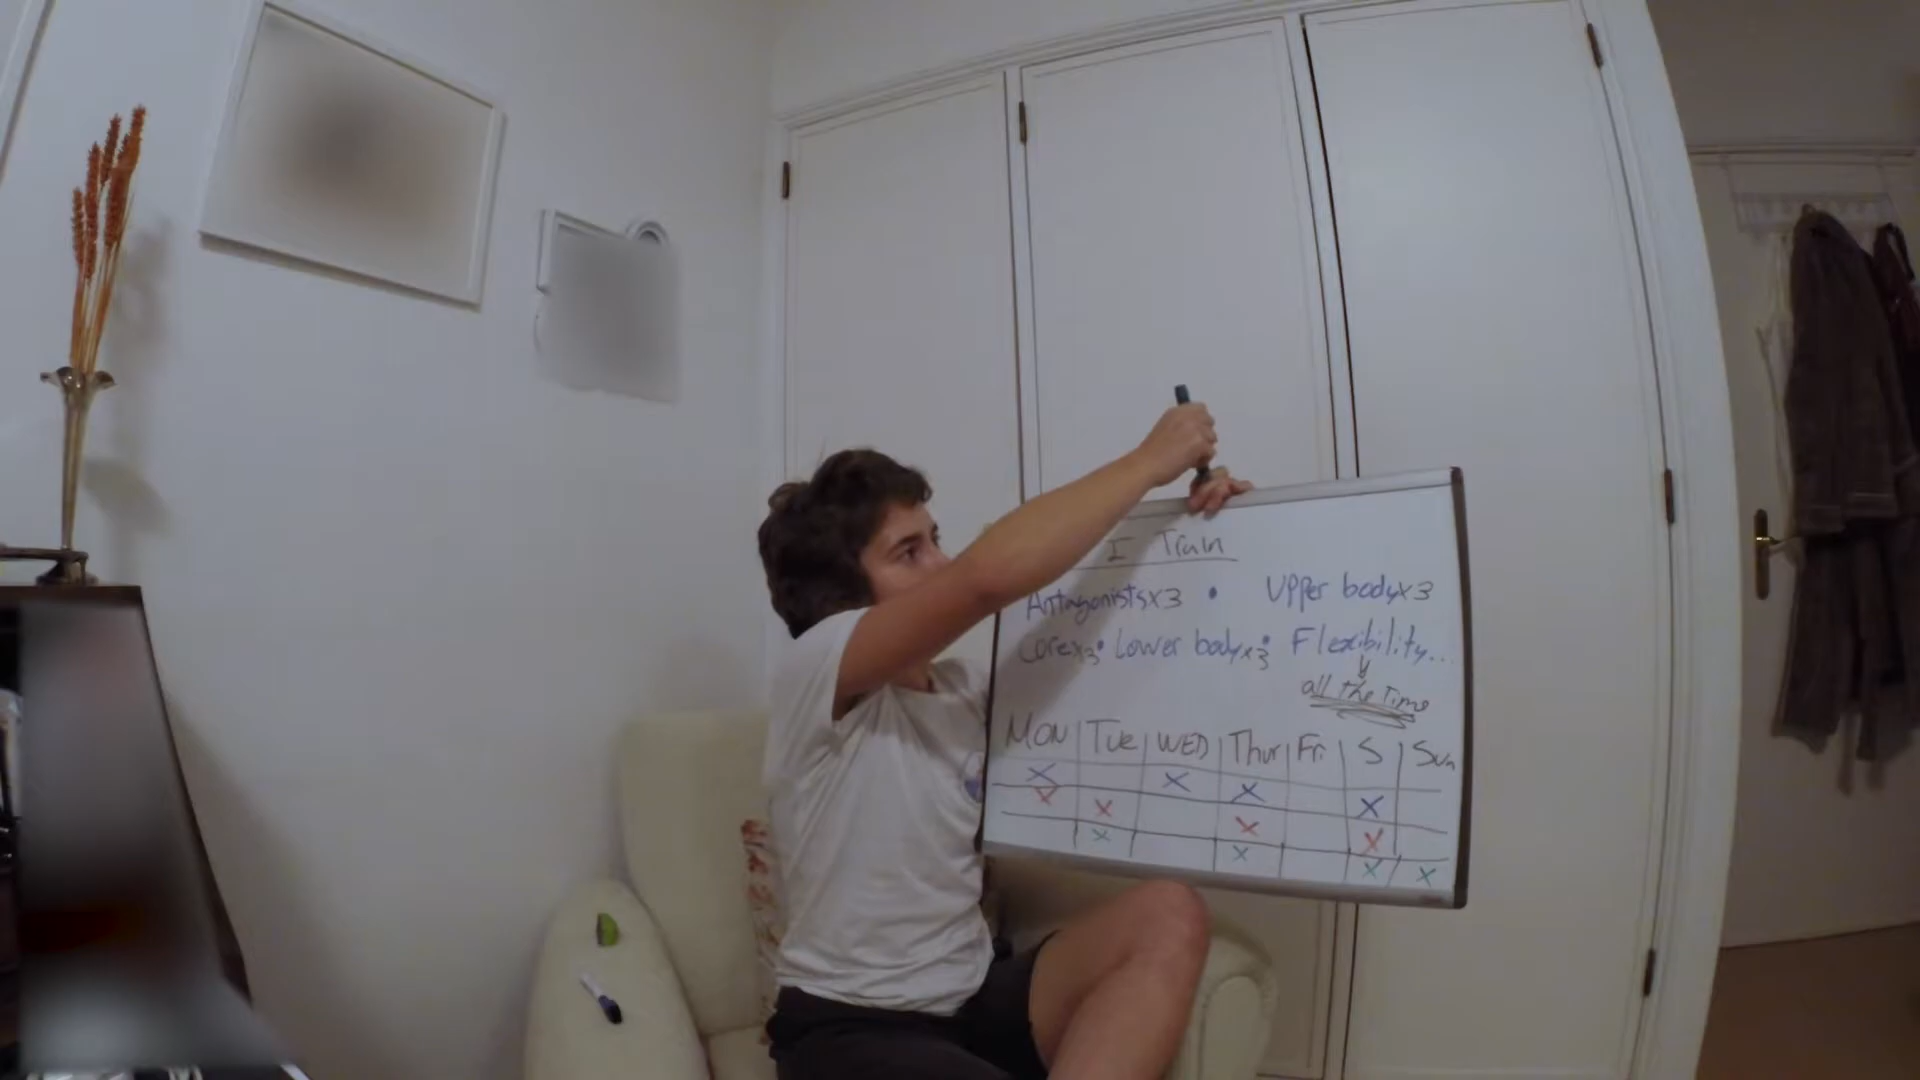 I Train
Antagonistsx3 • Upper bodyx3
Corex3• Lower bodyx3• Flexibility...
all the time
MON Tue WED Thur Fri S Sun
X X X X
X X X X
X X X X